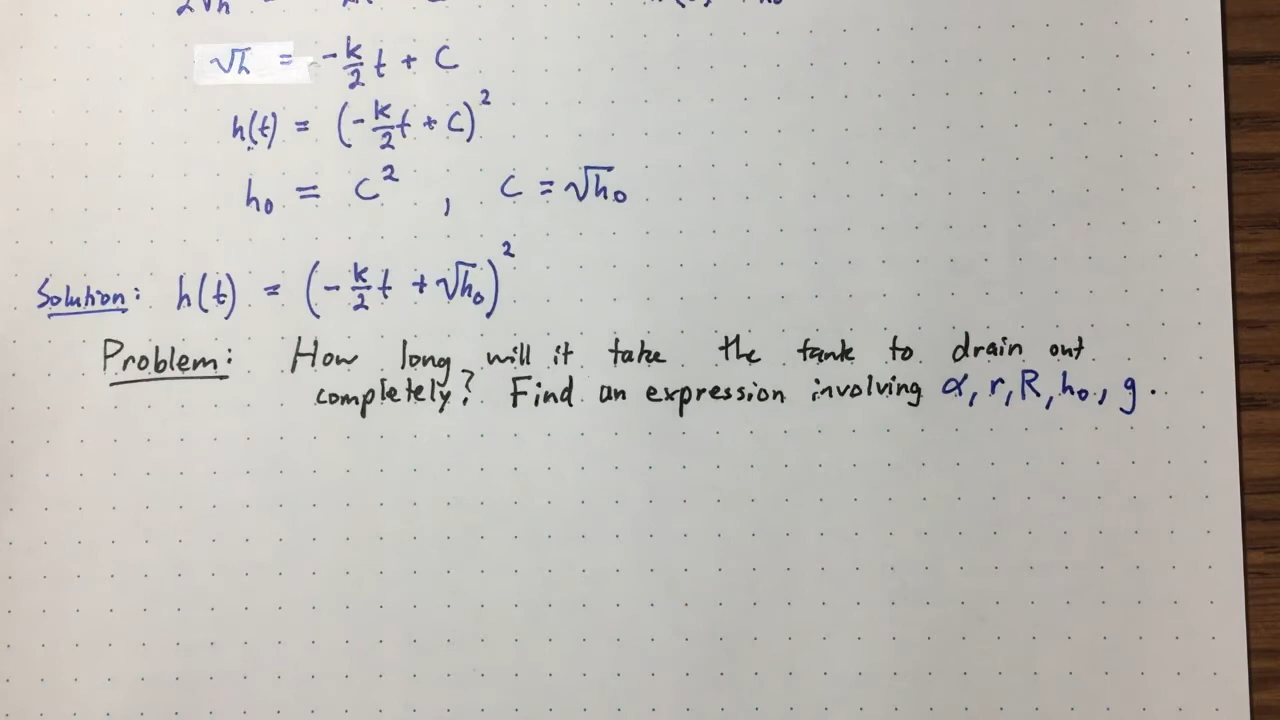 √h = -k/2 t + C
h(t) = (-k/2 t + C)²
h₀ = C² , C = √h₀
Solution: h(t) = (-k/2 t + √h₀)²
Problem: How long will it take the tank to drain out
completely? Find an expression involving α, r, R, h₀, g.